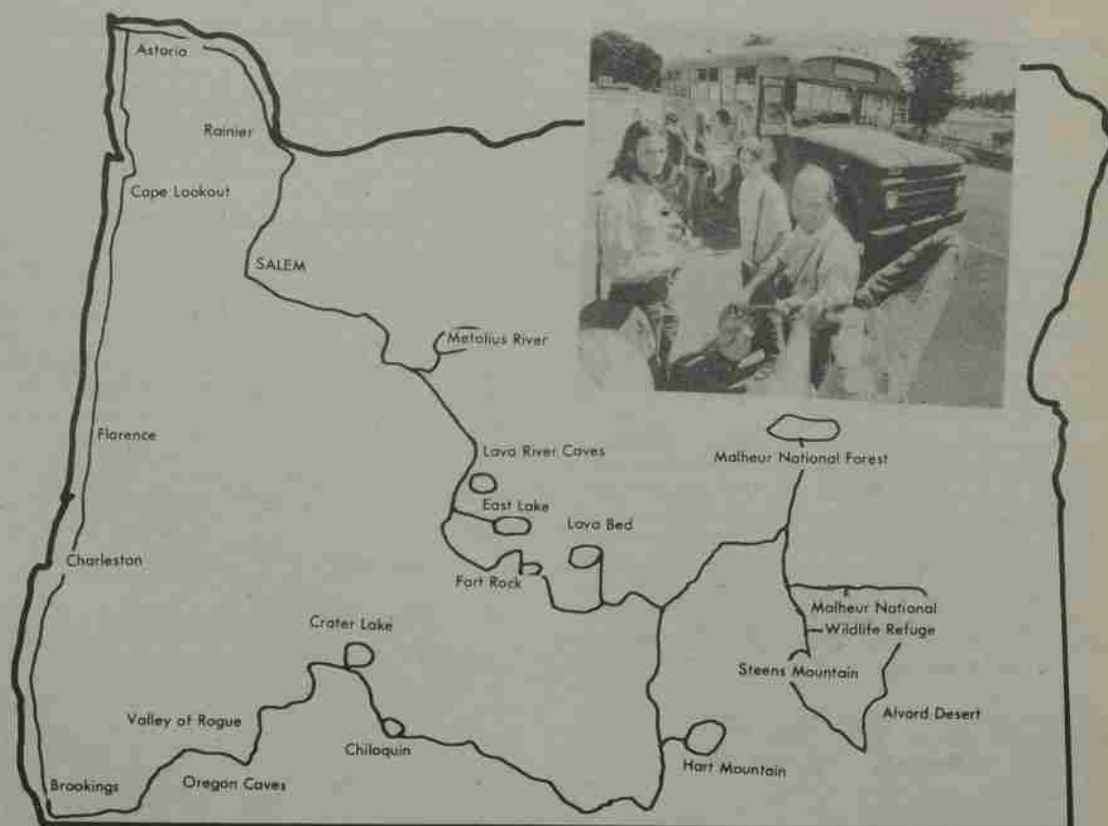 Astoria
Rainier
Cape Lookout
SALEM
Metolius River
Florence
Lava River Caves
Malheur National Forest
East Lake
Lava Bed
Charleston
Fort Rock
Malheur National
Wildlife Refuge
Crater Lake
Steens Mountain
Alvord Desert
Valley of Rogue
Chiloquin
Hart Mountain
Brookings
Oregon Caves